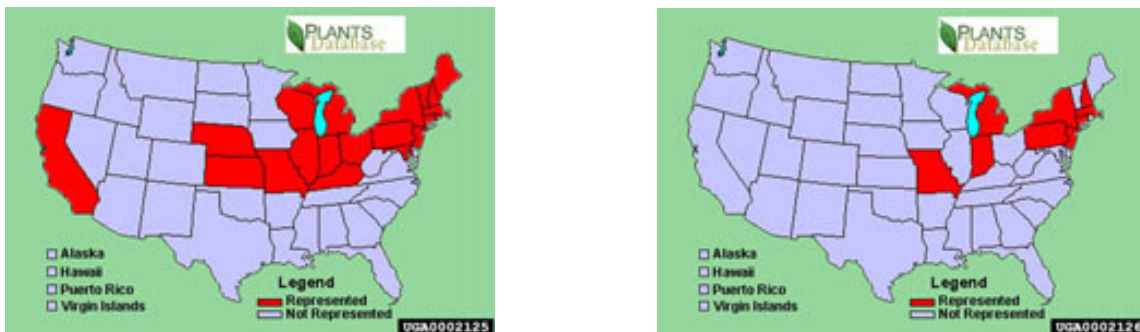 PLANTS
Database
Alaska
Hawaii
Puerto Rico
Virgin Islands
Legend
Represented
Not Represented
UGA0002125
PLANTS
Database
Alaska
Hawaii
Puerto Rico
Virgin Islands
Legend
Represented
Not Represented